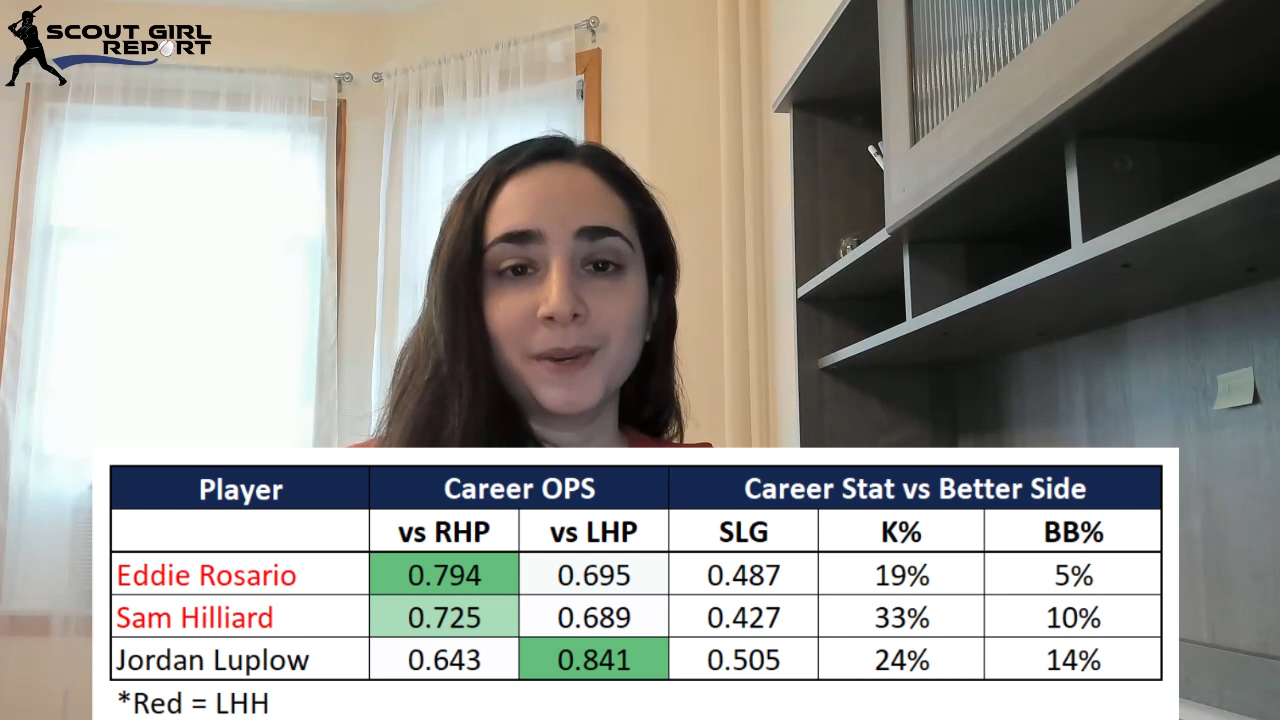 SCOUT GIRL
REPORT
Player Career OPS Career Stat vs Better Side
vs RHP vs LHP SLG K% BB%
Eddie Rosario 0.794 0.695 0.487 19% 5%
Sam Hilliard 0.725 0.689 0.427 33% 10%
Jordan Luplow 0.643 0.841 0.505 24% 14%
*Red = LHH